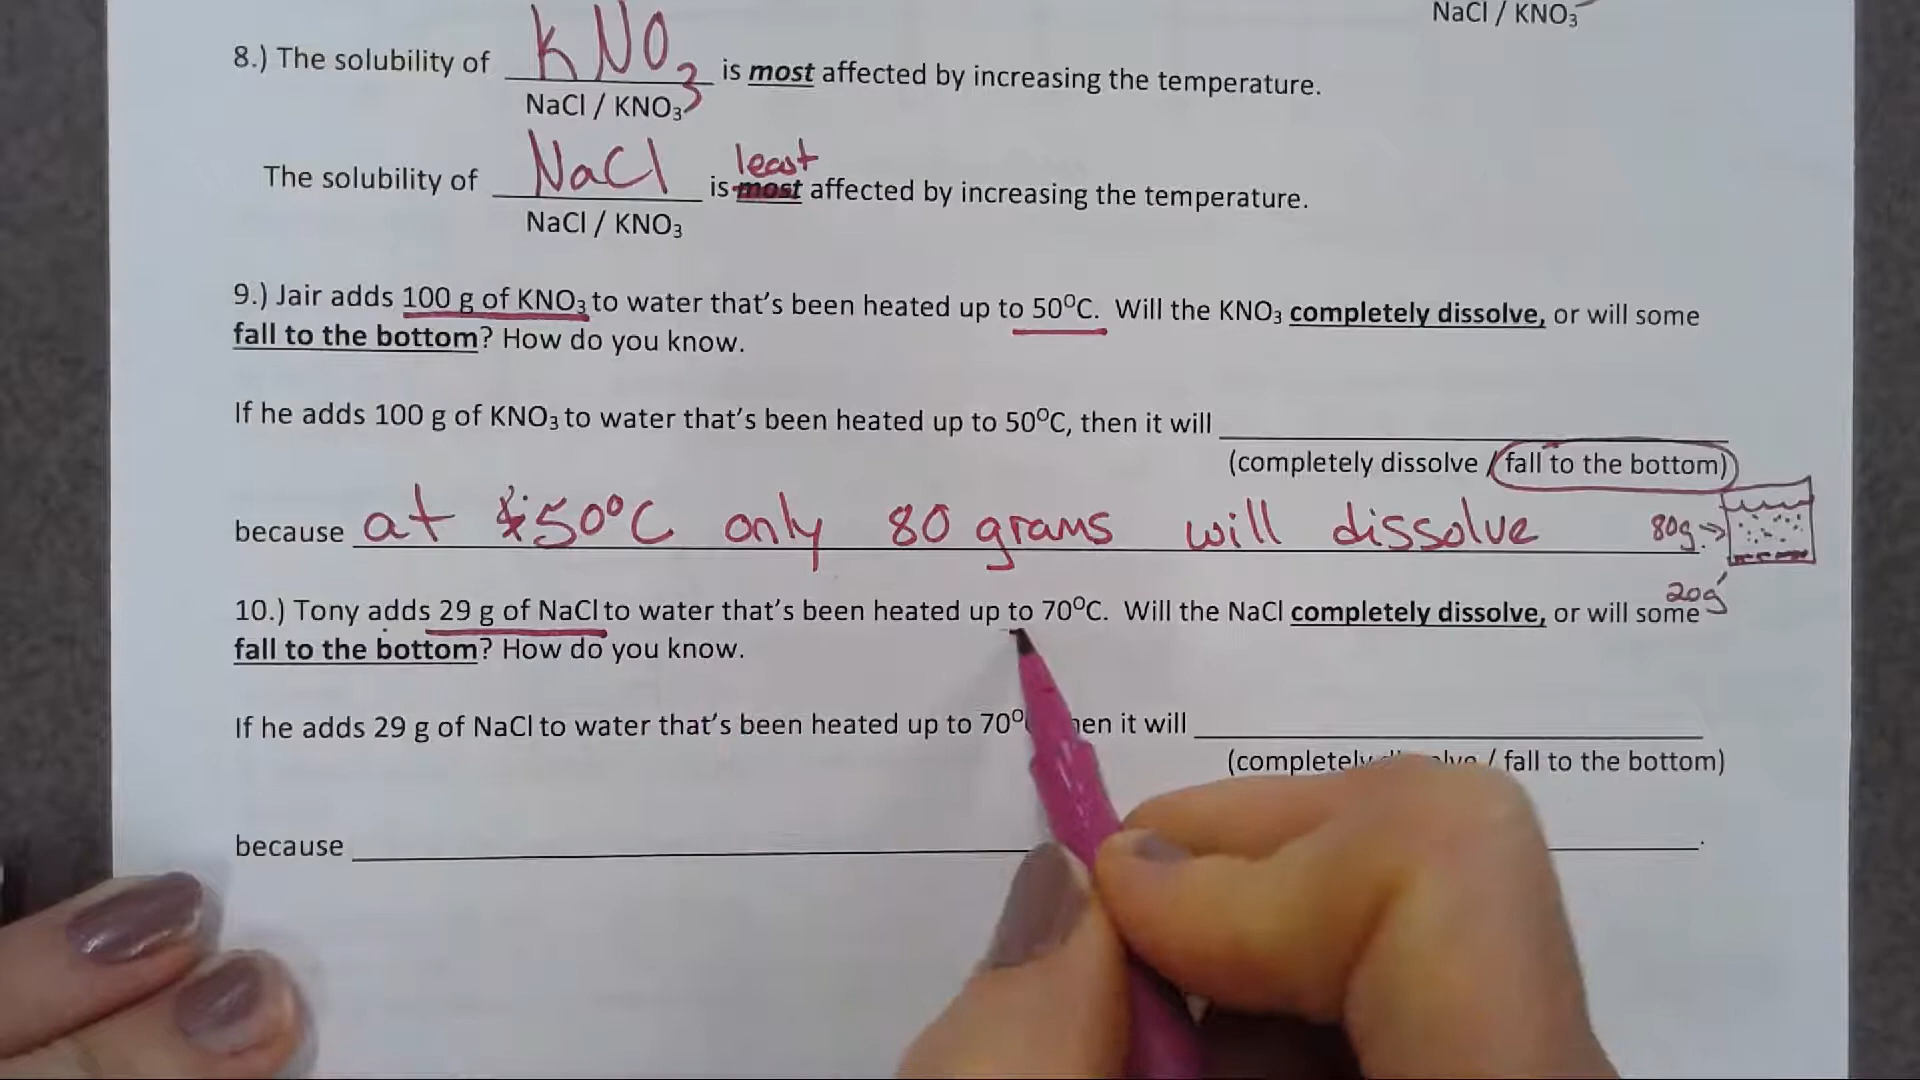 NaCl / KNO₃
8.) The solubility of KNO₃ is most affected by increasing the temperature.
NaCl / KNO₃
least
The solubility of NaCl is most affected by increasing the temperature.
NaCl / KNO₃
9.) Jair adds 100 g of KNO₃ to water that's been heated up to 50⁰C. Will the KNO₃ completely dissolve, or will some
fall to the bottom? How do you know.
If he adds 100 g of KNO₃ to water that's been heated up to 50⁰C, then it will
(completely dissolve / fall to the bottom)
because at 50⁰C only 80 grams will dissolve 80g→
20g
10.) Tony adds 29 g of NaCl to water that's been heated up to 70⁰C. Will the NaCl completely dissolve, or will some
fall to the bottom? How do you know.
If he adds 29 g of NaCl to water that's been heated up to 70⁰ it will
(completely / fall to the bottom)
because .